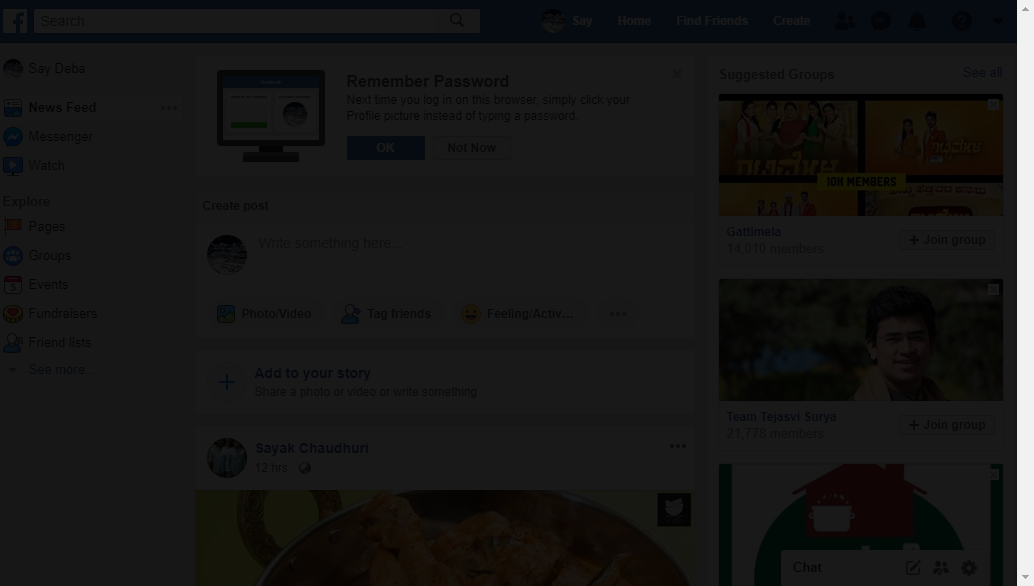 Search
Say
Home
Find Friends
Create
Say Deba
News Feed
Messenger
Watch
Explore
Pages
Groups
Events
Fundraisers
Friend lists
See more...
Remember Password
Next time you log in on this browser, simply click your
Profile picture instead of typing a password.
OK
Not Now
Create post
Write something here...
Photo/Video
Tag friends
Feeling/Activ...
Add to your story
Share a photo or video or write something
Sayak Chaudhuri
12 hrs
Suggested Groups
See all
10K MEMBERS
Gattimela
14,010 members
Join group
Team Tejasvi Surya
21,778 members
Join group
Chat